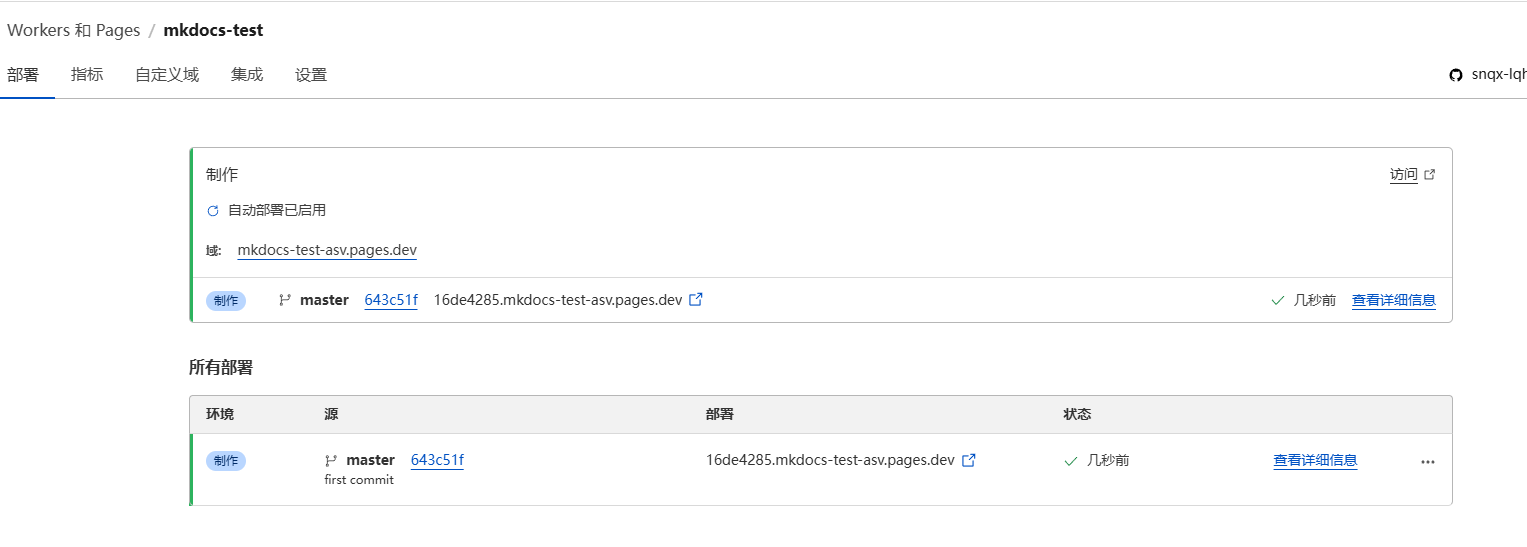 Workers 和 Pages / mkdocs-test
部署 指标 自定义域 集成 设置 snqx-lqh
制作 访问
自动部署已启用
域: mkdocs-test-asv.pages.dev
制作 master 643c51f 16de4285.mkdocs-test-asv.pages.dev 几秒前 查看详细信息
所有部署
环境 源 部署 状态
制作 master 643c51f 16de4285.mkdocs-test-asv.pages.dev 几秒前 查看详细信息 ...
first commit